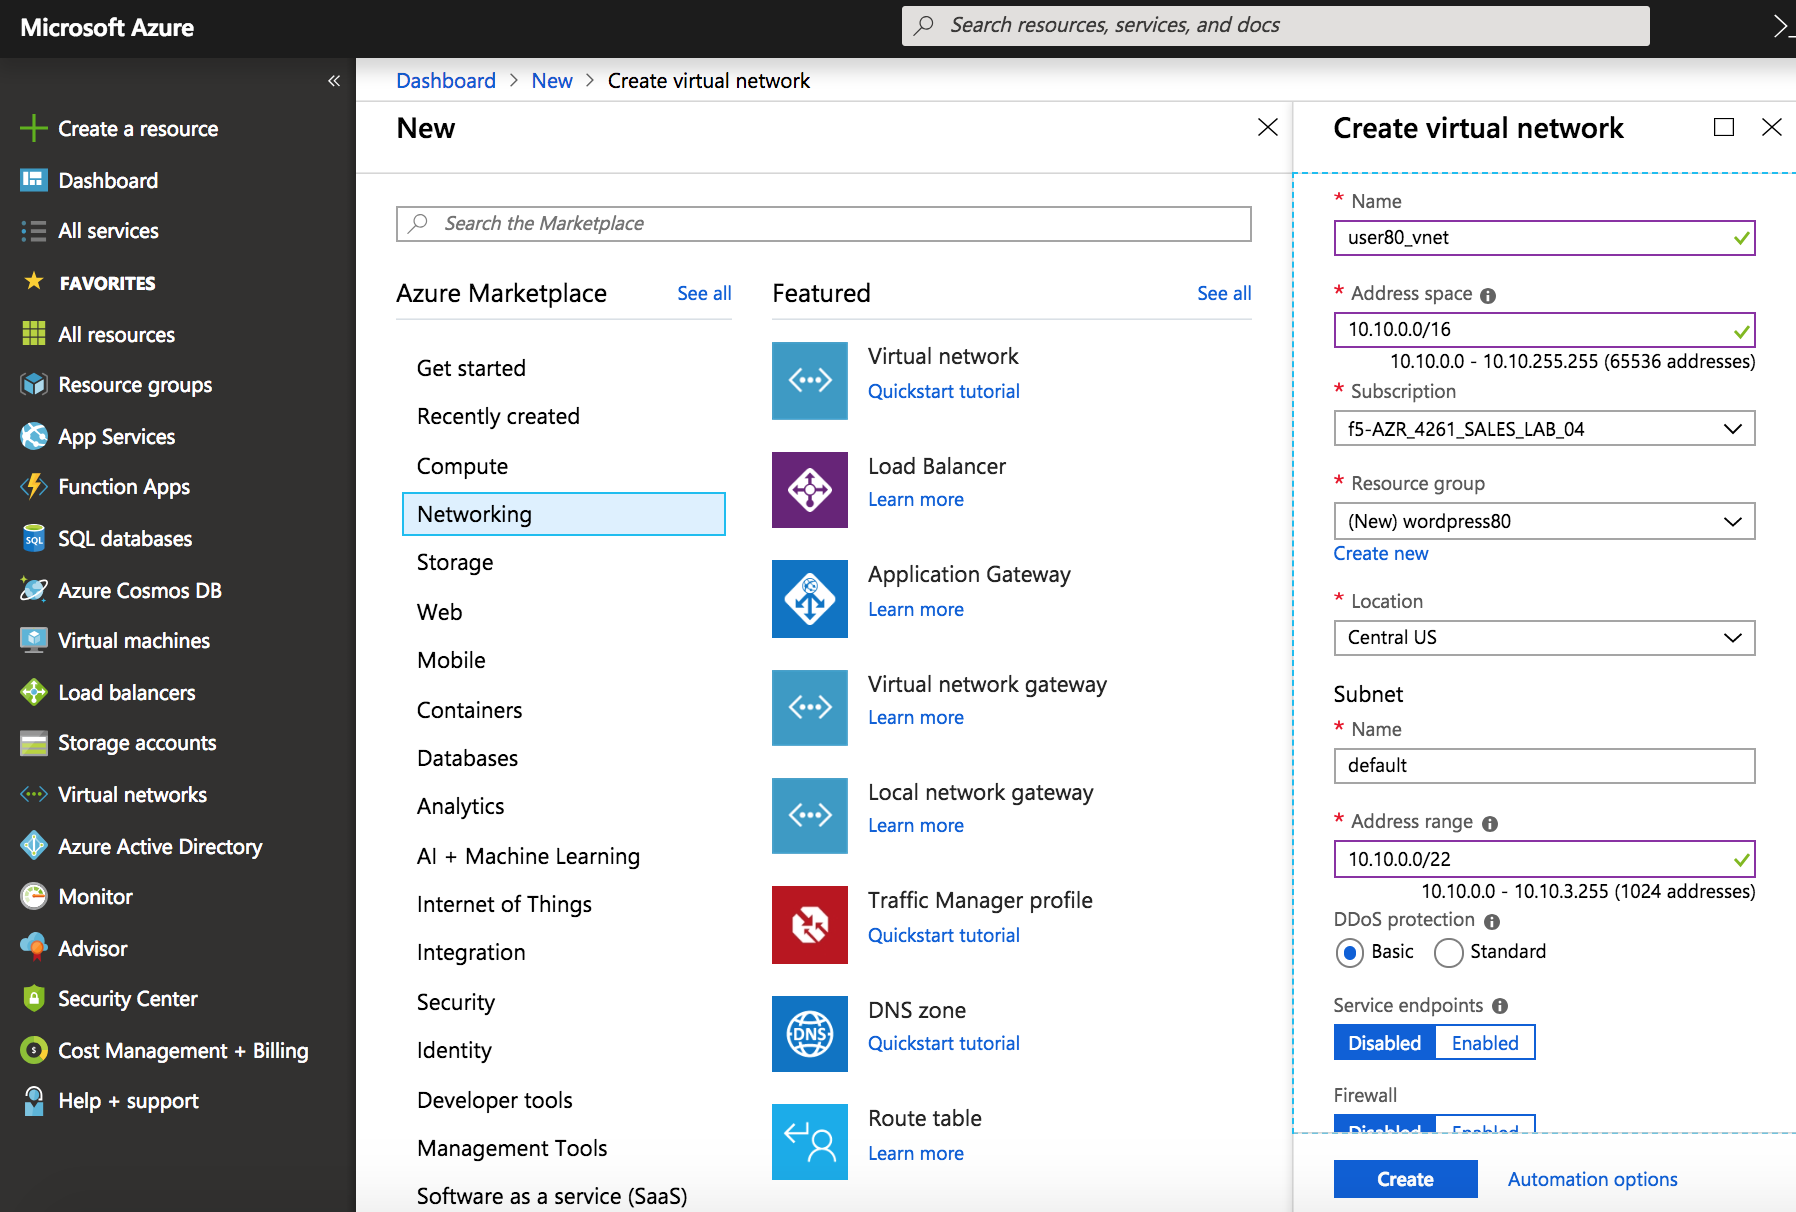 Microsoft Azure
Search resources, services, and docs
Create a resource
Dashboard
All services
FAVORITES
All resources
Resource groups
App Services
Function Apps
SQL databases
Azure Cosmos DB
Virtual machines
Load balancers
Storage accounts
Virtual networks
Azure Active Directory
Monitor
Advisor
Security Center
Cost Management + Billing
Help + support
Dashboard > New > Create virtual network
New
Search the Marketplace
Azure Marketplace
See all
Get started
Recently created
Compute
Networking
Storage
Web
Mobile
Containers
Databases
Analytics
AI + Machine Learning
Internet of Things
Integration
Security
Identity
Developer tools
Management Tools
Software as a service (SaaS)
Featured
See all
Virtual network
Quickstart tutorial
Load Balancer
Learn more
Application Gateway
Learn more
Virtual network gateway
Learn more
Local network gateway
Learn more
Traffic Manager profile
Quickstart tutorial
DNS
DNS zone
Quickstart tutorial
Route table
Learn more
Create virtual network
* Name
user80_vnet
* Address space
10.10.0.0/16
10.10.0.0 - 10.10.255.255 (65536 addresses)
* Subscription
f5-AZR_4261_SALES_LAB_04
* Resource group
(New) wordpress80
Create new
* Location
Central US
Subnet
* Name
default
* Address range
10.10.0.0/22
10.10.0.0 - 10.10.3.255 (1024 addresses)
DDoS protection
Basic Standard
Service endpoints
Disabled Enabled
Firewall
Disabled Enabled
Create Automation options